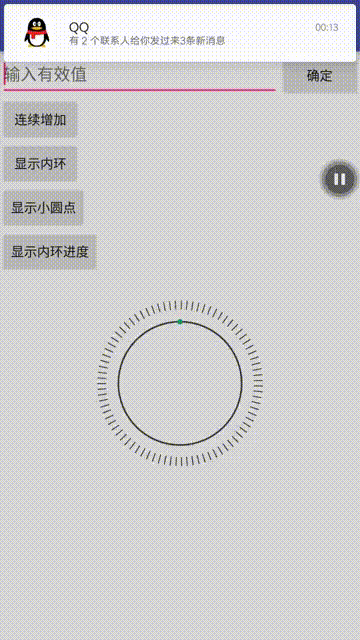 QQ
00:13
有 2 个联系人给你发过来3条新消息
输入有效值
确定
连续增加
显示内环
显示小圆点
显示内环进度